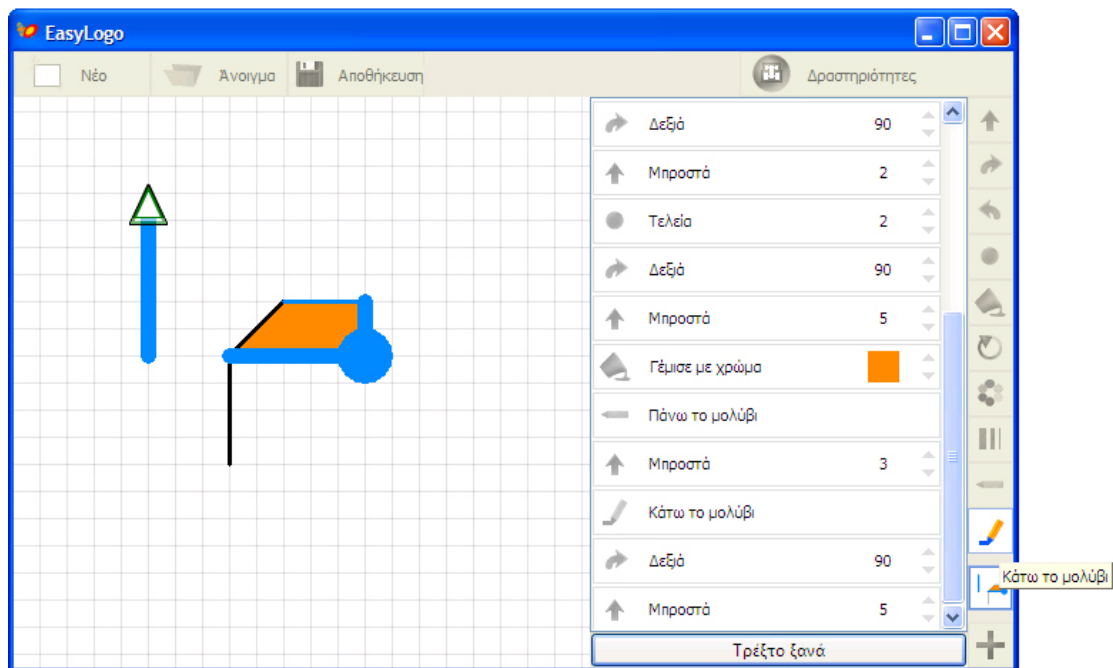 EasyLogo
Νέο Άνοιγμα Αποθήκευση Δραστηριότητες
Δεξιά 90
Μπροστά 2
Τελεία 2
Δεξιά 90
Μπροστά 5
Γέμισε με χρώμα
Πάνω το μολύβι
Μπροστά 3
Κάτω το μολύβι
Δεξιά 90
Κάτω το μολύβι
Μπροστά 5
Τρέξτο ξανά